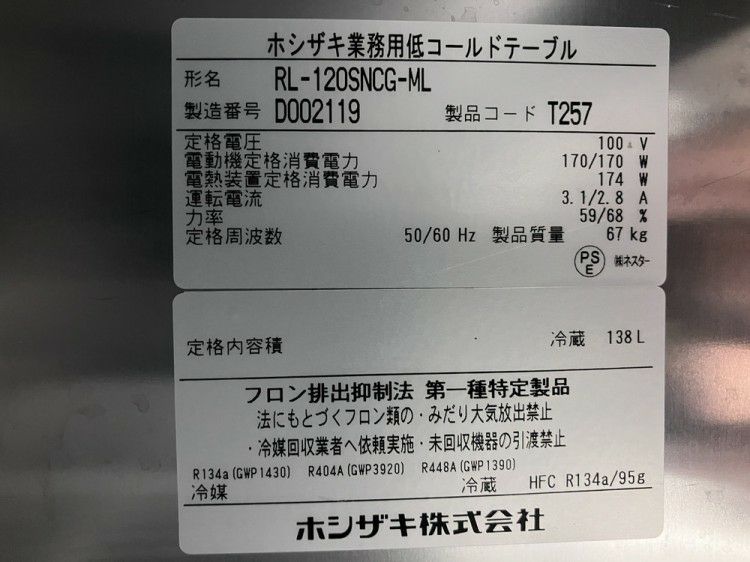 ホシザキ業務用低コールドテーブル
形名 RL-120SNCG-ML
製造番号 D002119 製品コード T257
定格電圧 100 V
電動機定格消費電力 170/170 W
電熱装置定格消費電力 174 W
運転電流 3.1/2.8 A
力率 59/68 %
定格周波数 50/60 Hz 製品質量 67 kg
PSE ㈱ネスター
定格内容積 冷蔵 138L
フロン排出抑制法 第一種特定製品
法にもとづくフロン類の・みだり大気放出禁止
・冷媒回収業者へ依頼実施・未回収機器の引渡禁止
R134a(GWP1430) R404A(GWP3920) R448A(GWP1390)
冷媒 冷蔵 HFC R134a/95g
ホシザキ株式会社